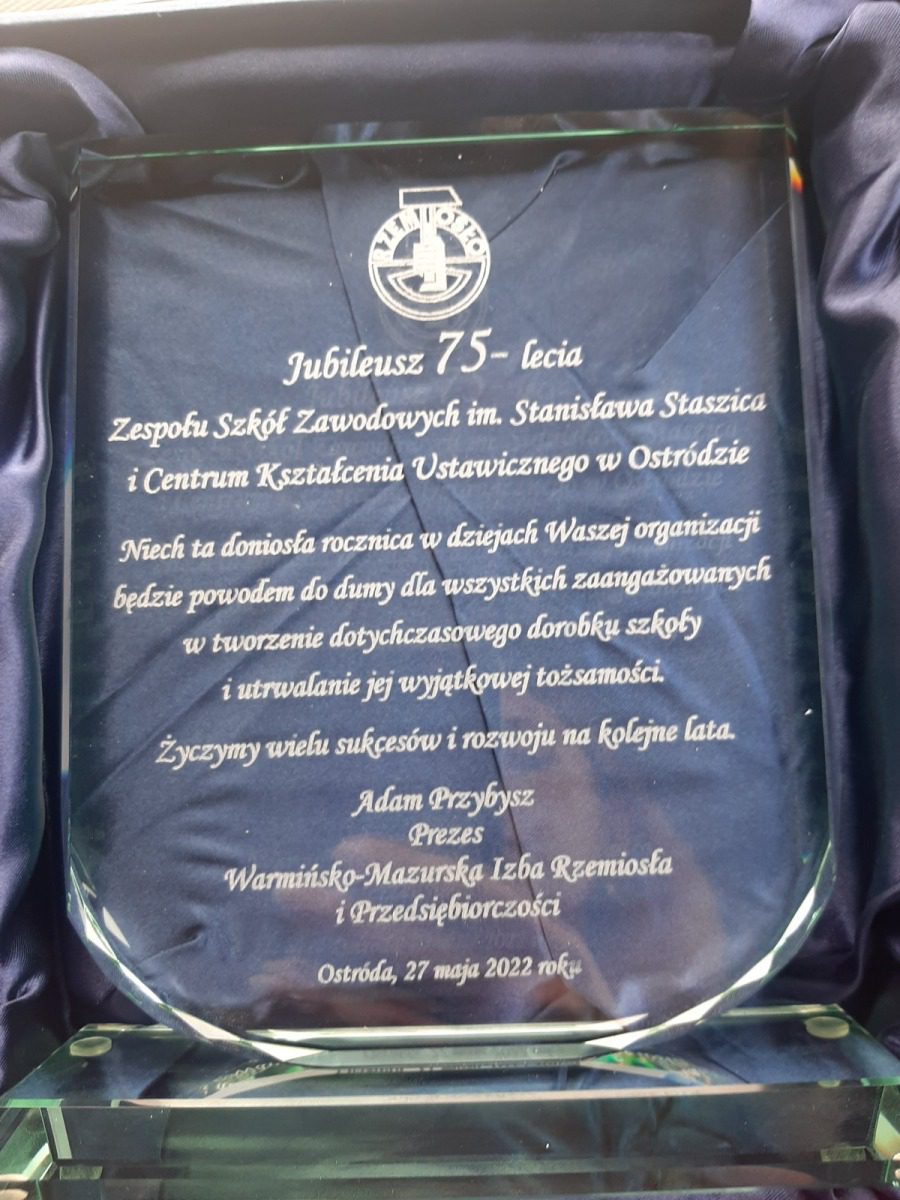 RZEMIOSŁO
Jubileusz 75- lecia
Zespołu Szkół Zawodowych im. Stanisława Staszica
i Centrum Kształcenia Ustawicznego w Ostródzie
Niech ta doniosła rocznica w dziejach Waszej organizacji
będzie powodem do dumy dla wszystkich zaangażowanych
w tworzenie dotychczasowego dorobku szkoły
i utrwalanie jej wyjątkowej tożsamości.
Życzymy wielu sukcesów i rozwoju na kolejne lata.
Adam Przybysz
Prezes
Warmińsko-Mazurska Izba Rzemiosła
i Przedsiębiorczości
Ostróda, 27 maja 2022 roku